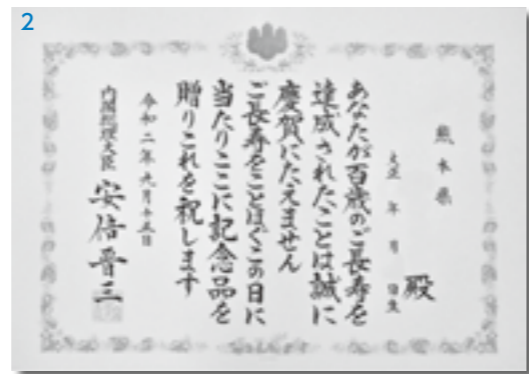 2
熊本県
大正 年 月 日生
殿
あなたが百歳のご長寿を
達成されたことは誠に
慶賀にたえません
ご長寿をことほぐこの日に
当たりここに記念品を
贈りこれを祝します
令和二年九月十五日
内閣総理大臣 安倍晋三